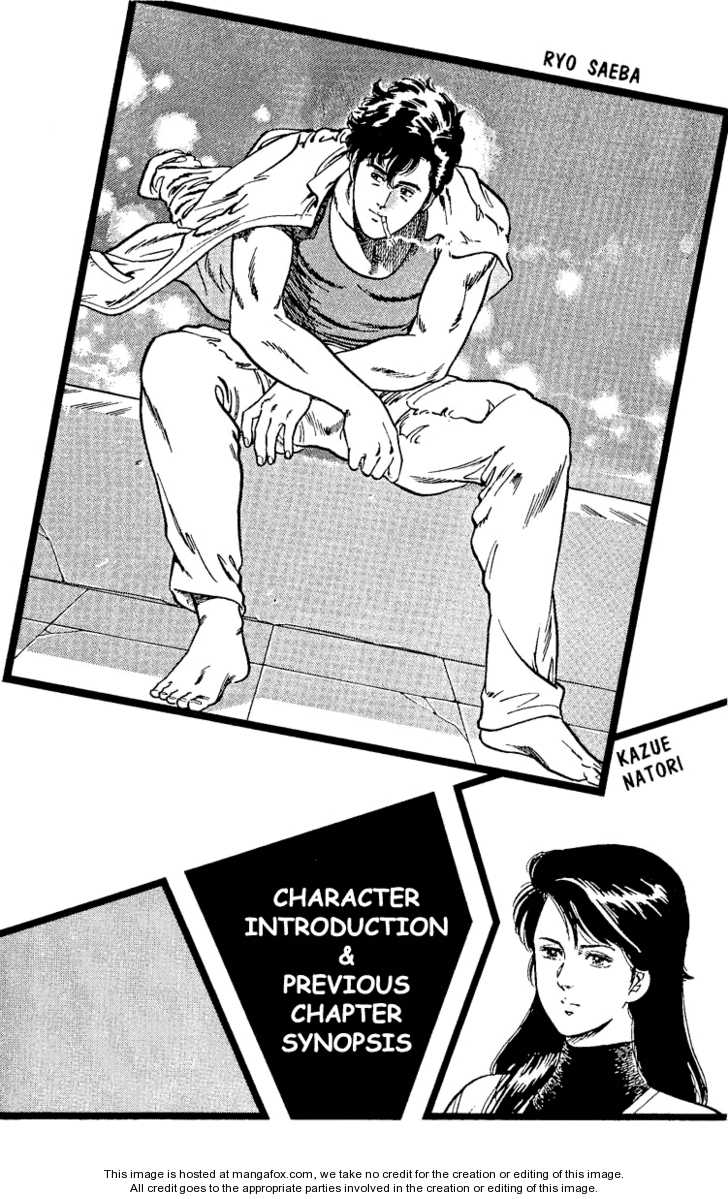 RYO SAEBA
KAZUE
NATORI
CHARACTER
INTRODUCTION
&
PREVIOUS
CHAPTER
SYNOPSIS
This image is hosted at mangafox.com, we take no credit for the creation or editing of this image.
All credit goes to the appropriate parties involved in the creation or editing of this image.